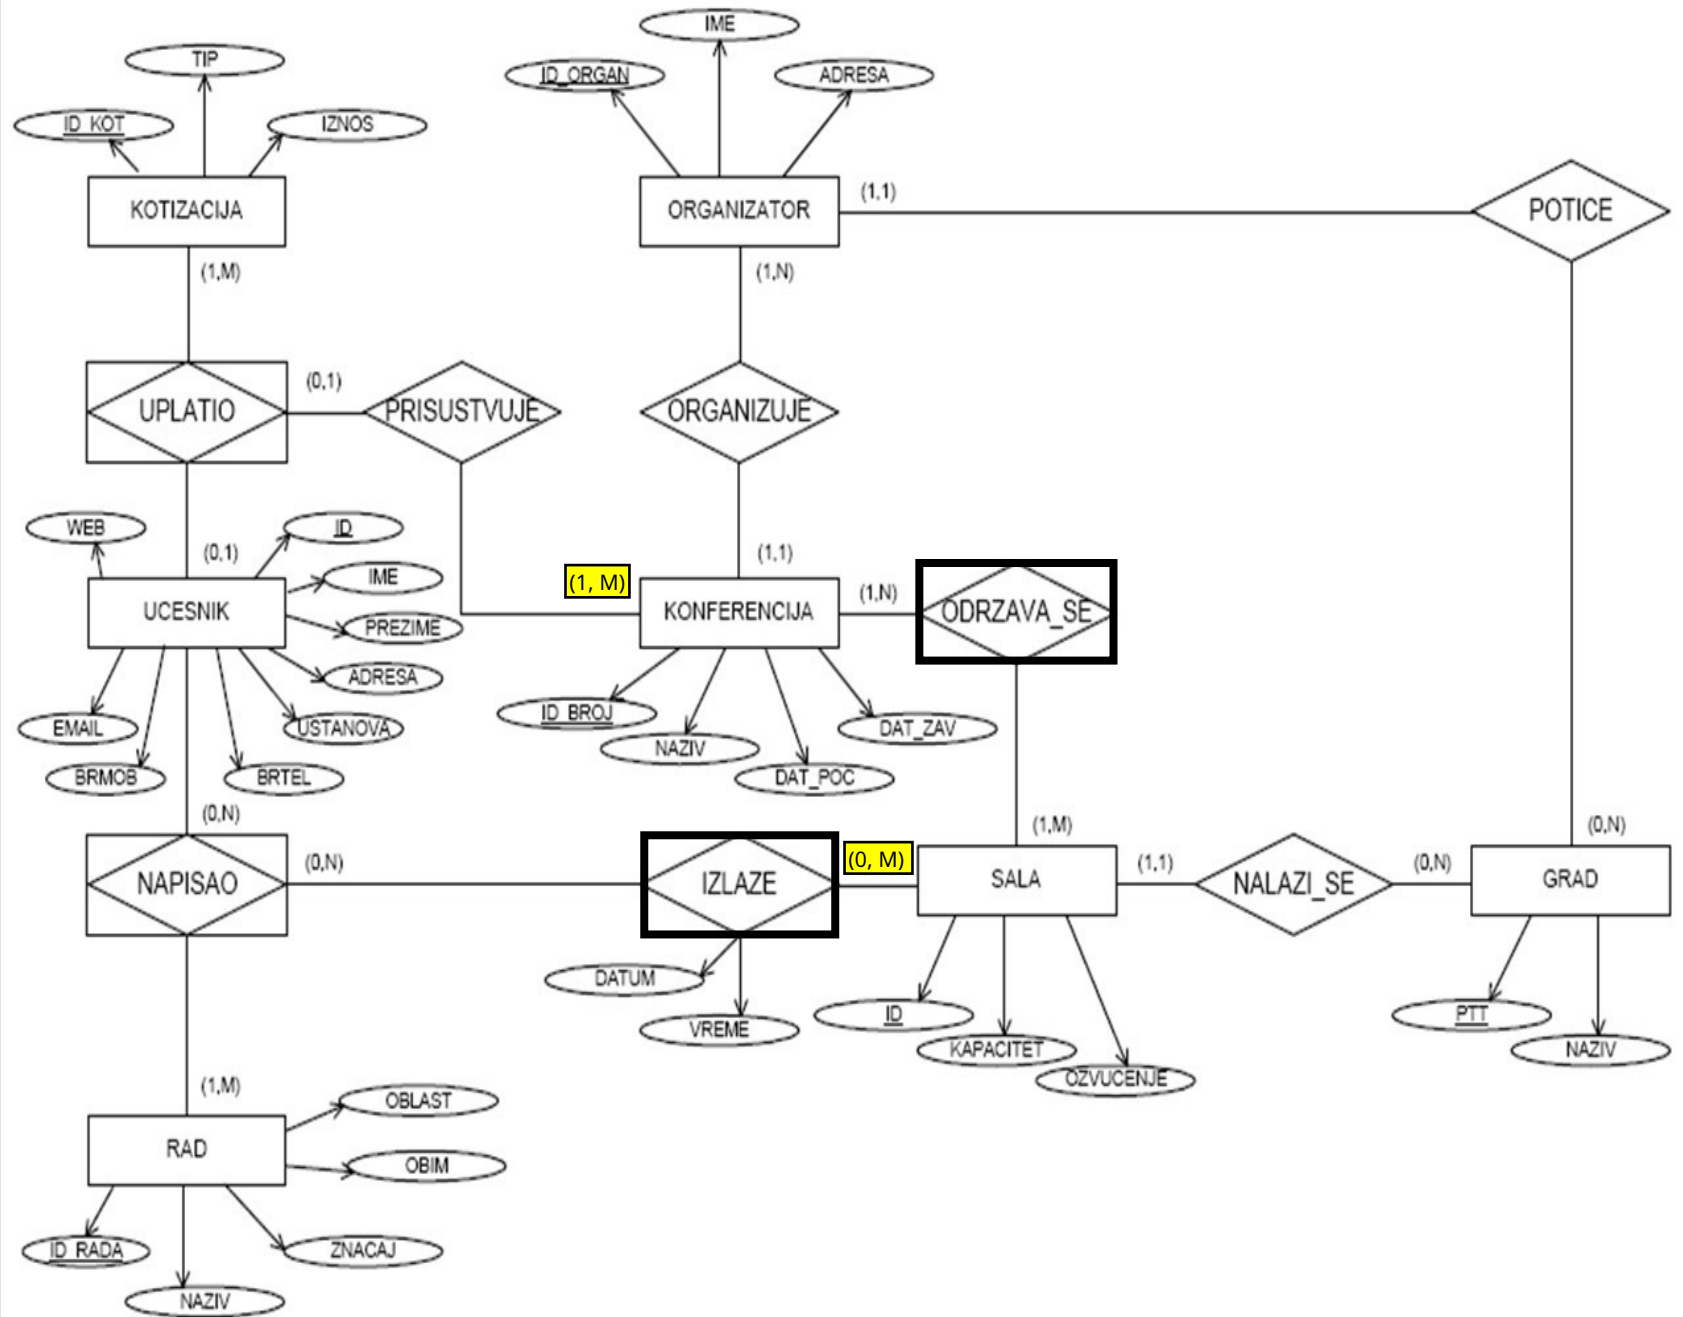 IME
TIP
ID_ORGAN
ADRESA
ID_KOT
IZNOS
KOTIZACIJA
ORGANIZATOR
(1,1)
POTICE
(1,M)
(1,N)
UPLATIO
(0,1)
PRISUSTVUJE
ORGANIZUJE
WEB
ID
(0,1)
(1,1)
IME
(1, M)
UCESNIK
KONFERENCIJA
(1,N)
ODRZAVA_SE
PREZIME
ADRESA
ID_BROJ
EMAIL
USTANOVA
DAT_ZAV
NAZIV
BRMOB
BRTEL
DAT_POC
(0,N)
(1,M)
(0,N)
NAPISAO
(0,N)
IZLAZE
(0, M)
SALA
(1,1)
NALAZI_SE
(0,N)
GRAD
DATUM
ID
PTT
VREME
KAPACITET
NAZIV
OZVUCENJE
(1,M)
OBLAST
RAD
OBIM
ID_RADA
ZNACAJ
NAZIV